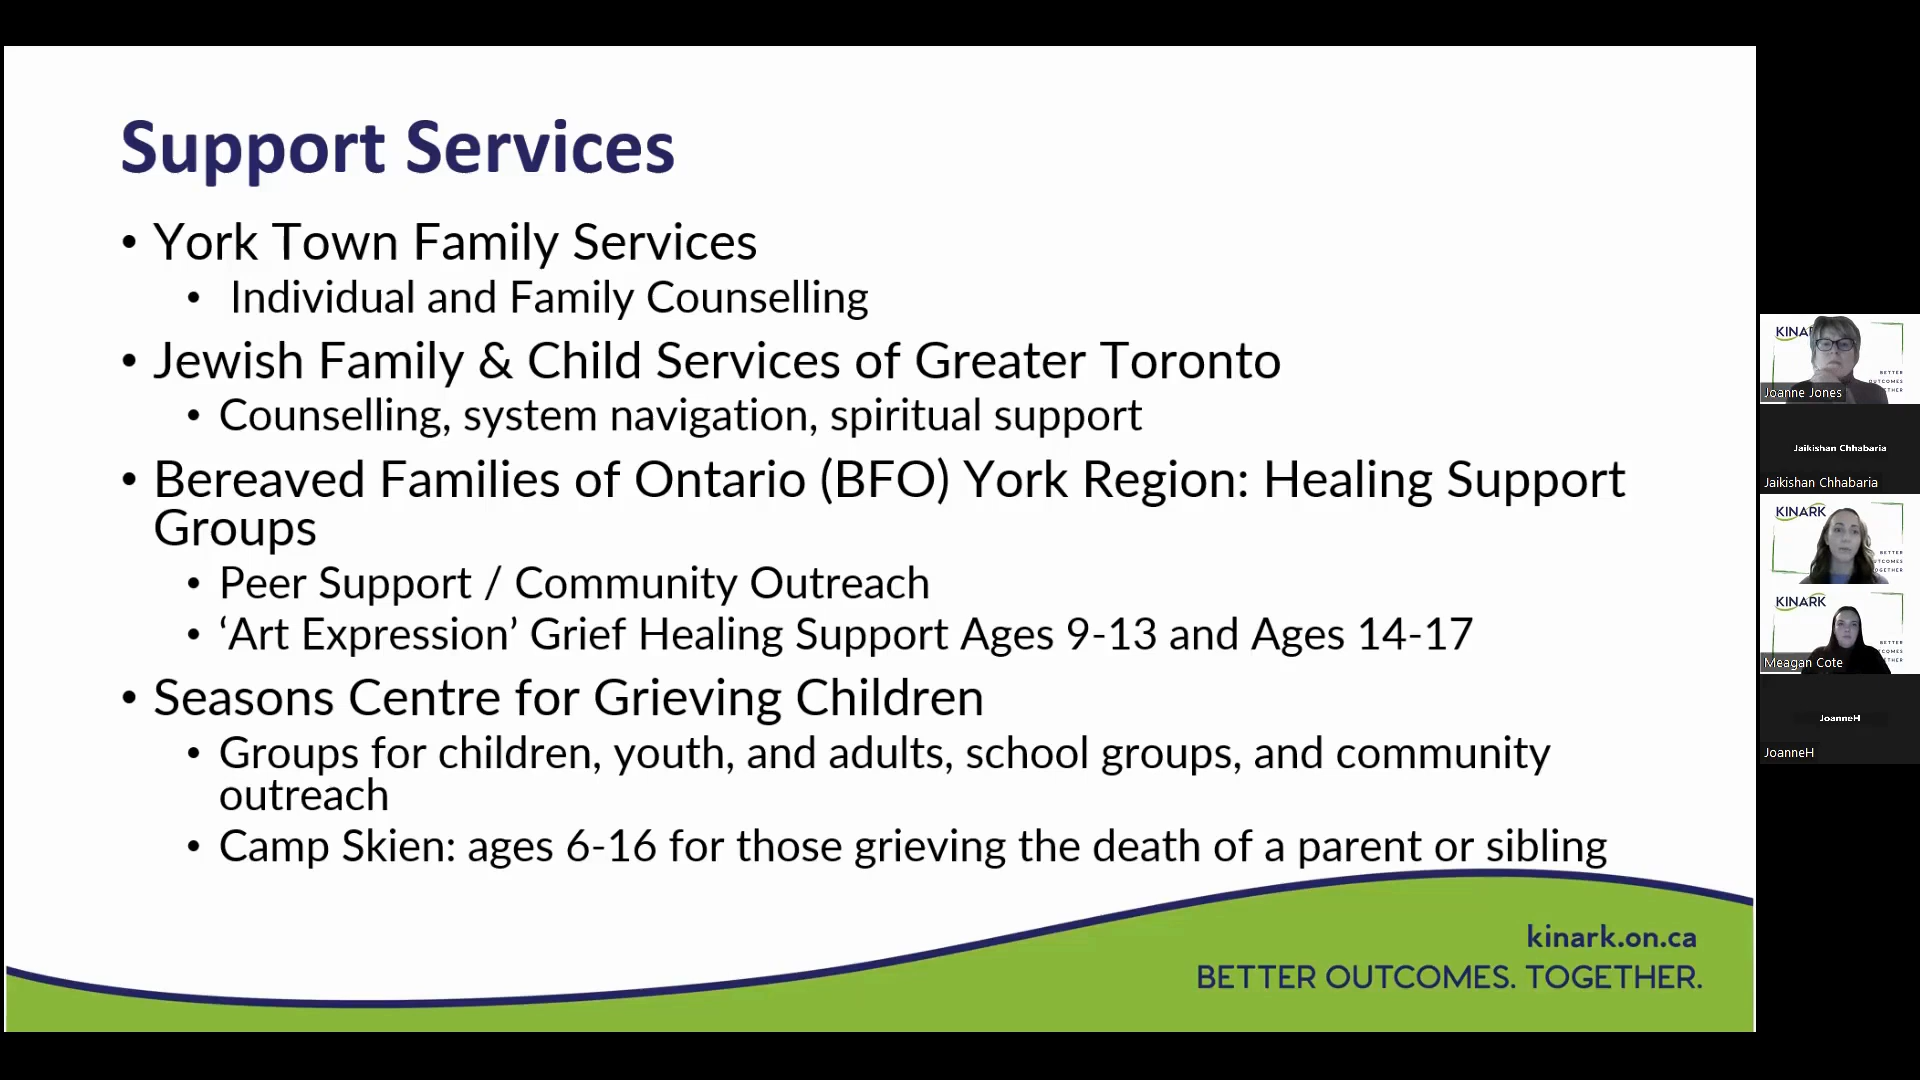 Support Services
• York Town Family Services
• Individual and Family Counselling
• Jewish Family & Child Services of Greater Toronto
• Counselling, system navigation, spiritual support
• Bereaved Families of Ontario (BFO) York Region: Healing Support
Groups
• Peer Support / Community Outreach
• ‘Art Expression’ Grief Healing Support Ages 9-13 and Ages 14-17
• Seasons Centre for Grieving Children
• Groups for children, youth, and adults, school groups, and community
outreach
• Camp Skien: ages 6-16 for those grieving the death of a parent or sibling
kinark.on.ca
BETTER OUTCOMES. TOGETHER.
Joanne Jones
Jaikishan Chhabaria
Jaikishan Chhabaria
KINARK
BETTER
KINARK
BETTER
Meagan Cote
JoanneH
JoanneH